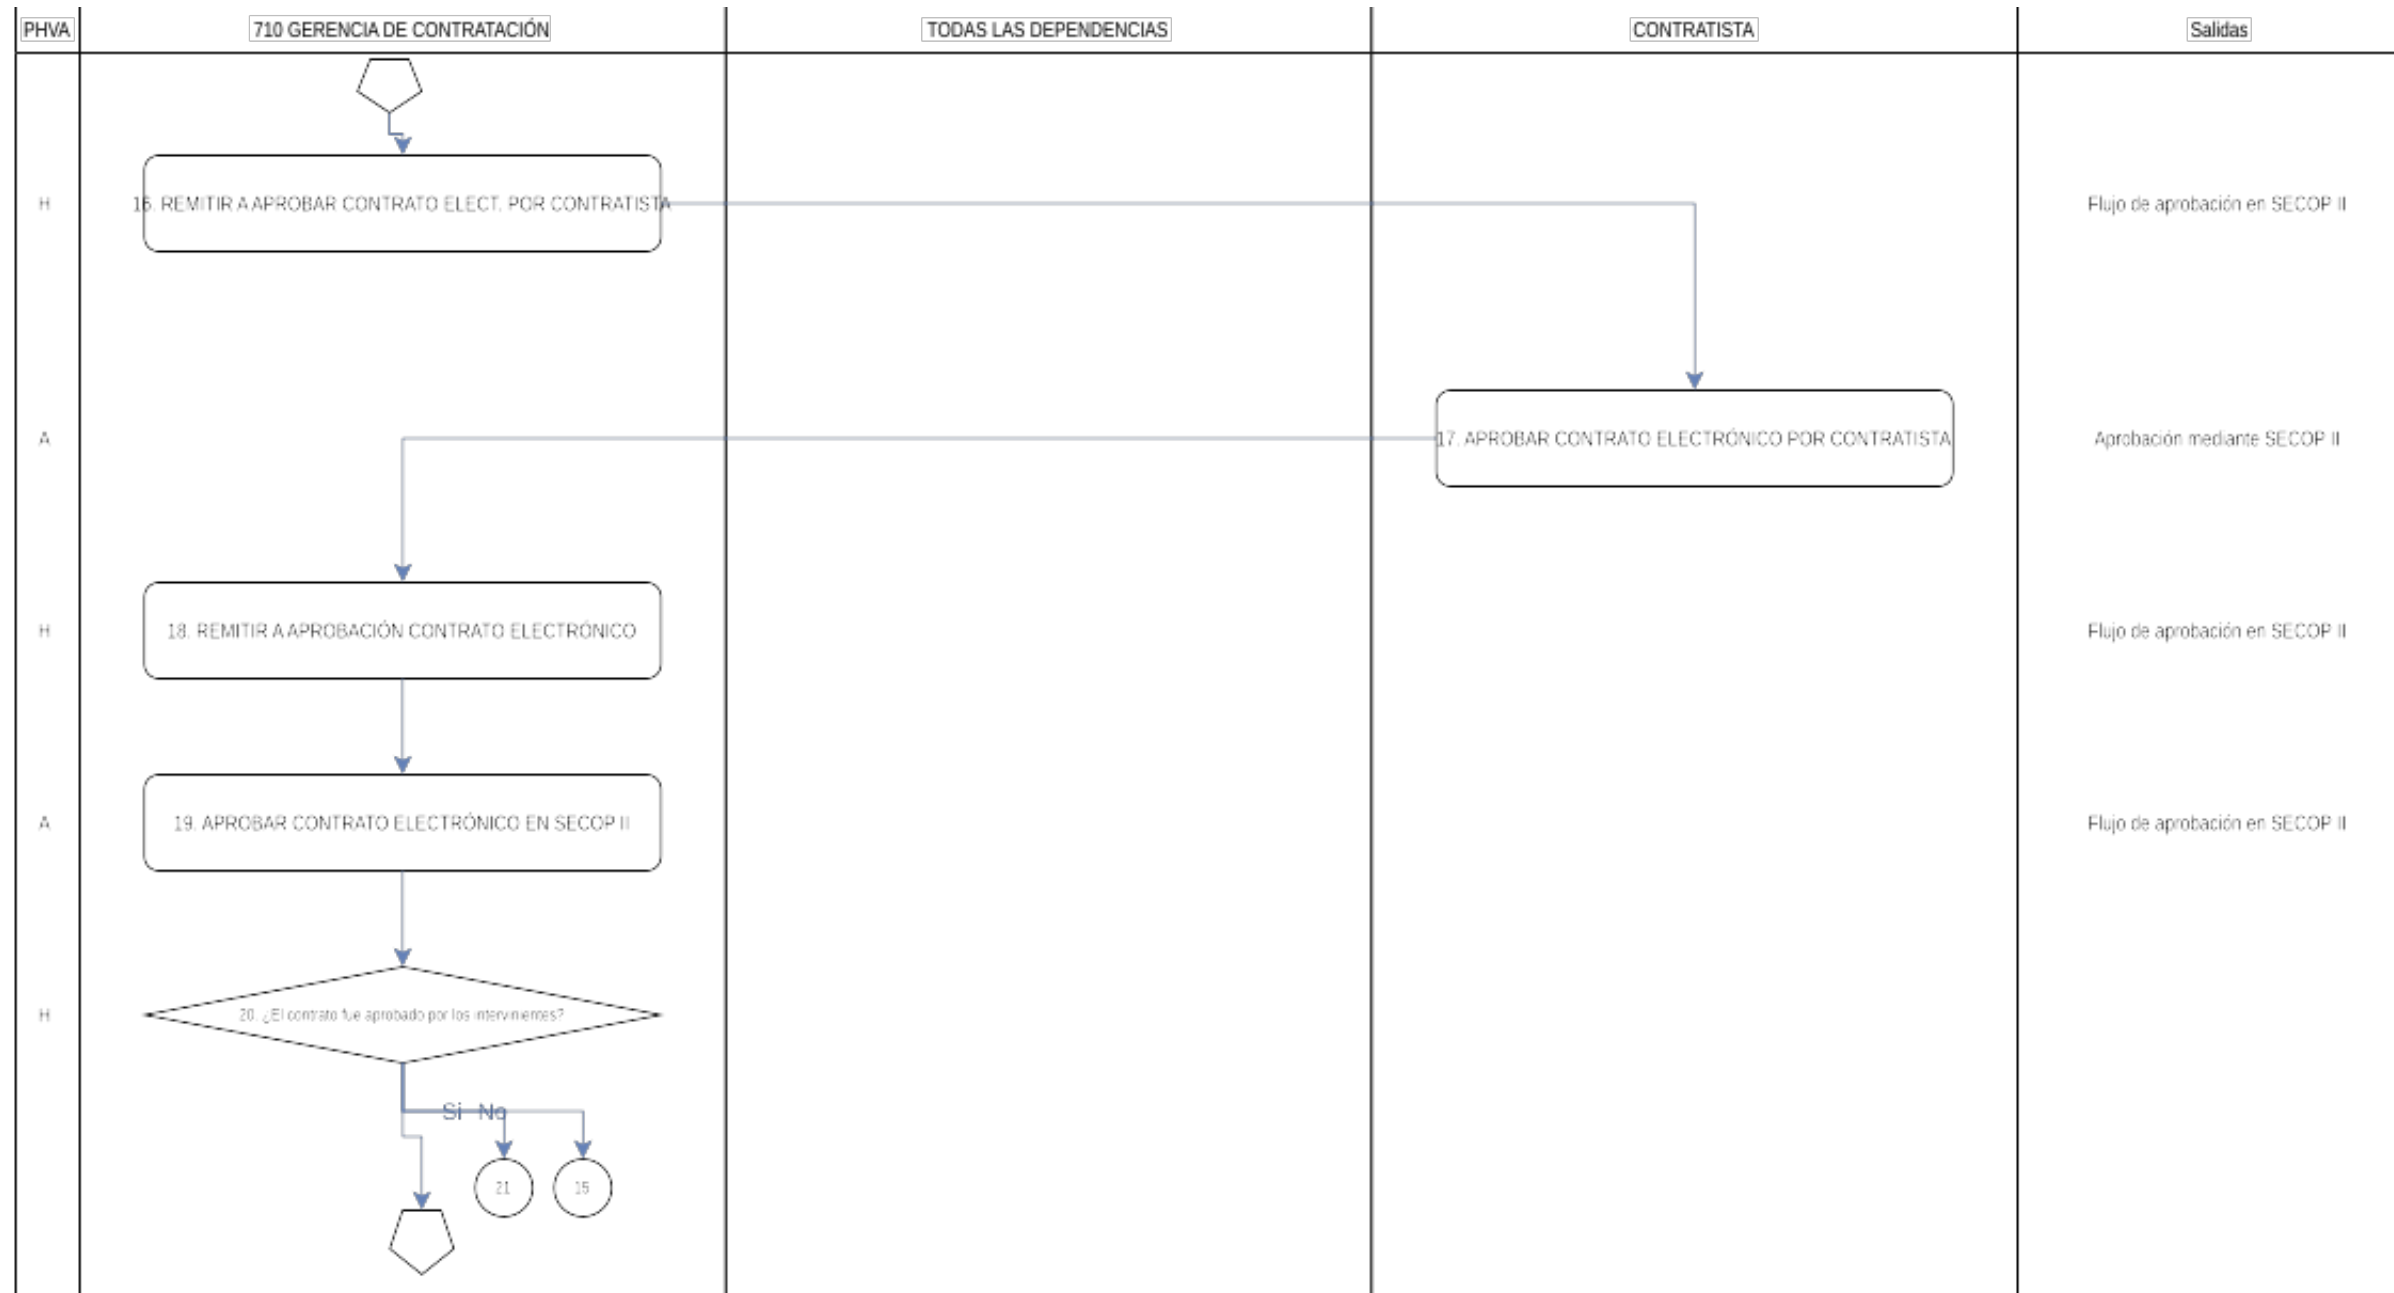 PHVA 710 GERENCIA DE CONTRATACIÓN TODAS LAS DEPENDENCIAS CONTRATISTA Salidas
H 16. REMITIR A APROBAR CONTRATO ELECT. POR CONTRATISTA Flujo de aprobación en SECOP II
A 17. APROBAR CONTRATO ELECTRÓNICO POR CONTRATISTA Aprobación mediante SECOP II
H 18. REMITIR A APROBACIÓN CONTRATO ELECTRÓNICO Flujo de aprobación en SECOP II
A 19. APROBAR CONTRATO ELECTRÓNICO EN SECOP II Flujo de aprobación en SECOP II
H 20. ¿El contrato fue aprobado por los intervinientes?
Si No
21 15